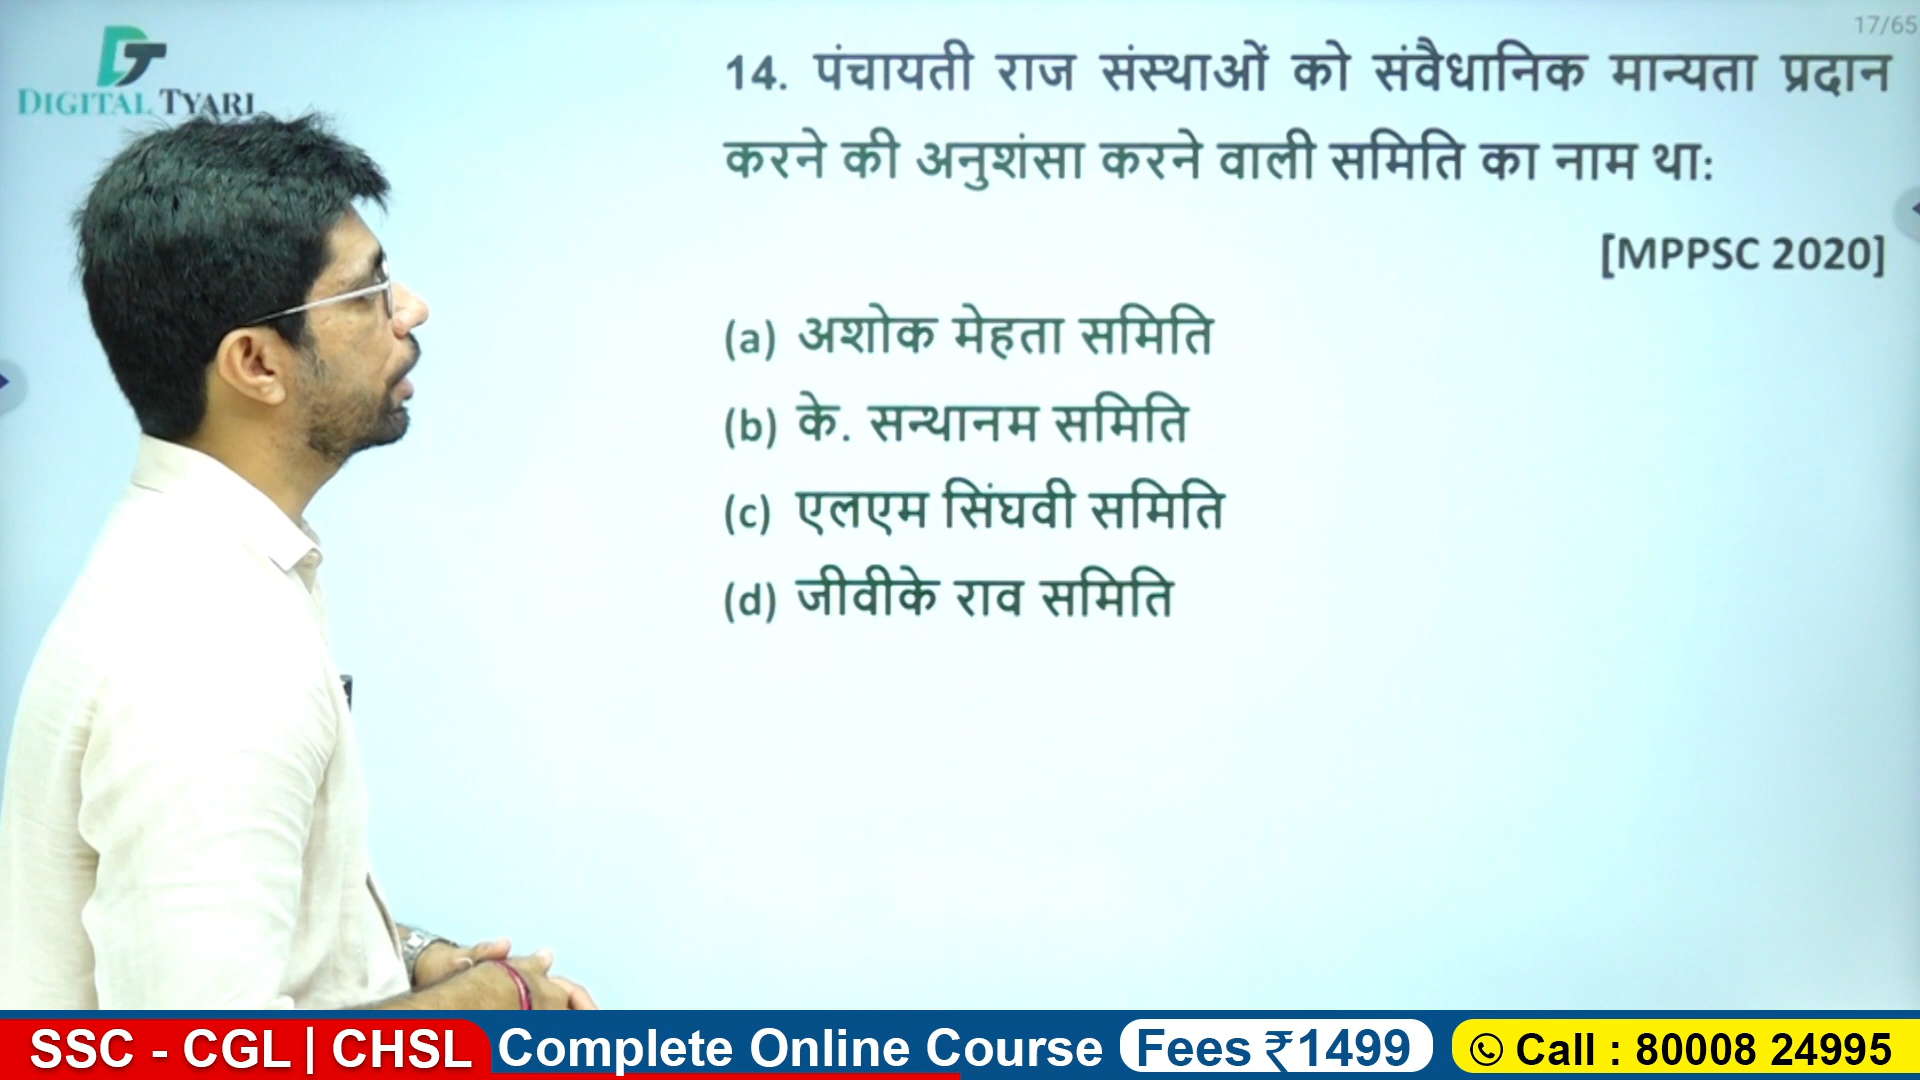 17/65
DIGITAL TYARI
14. पंचायती राज संस्थाओं को संवैधानिक मान्यता प्रदान
करने की अनुशंसा करने वाली समिति का नाम था:
[MPPSC 2020]
(a) अशोक मेहता समिति
(b) के. सन्थानम समिति
(c) एलएम सिंघवी समिति
(d) जीवीके राव समिति
SSC - CGL | CHSL Complete Online Course Fees ₹1499 Call : 80008 24995